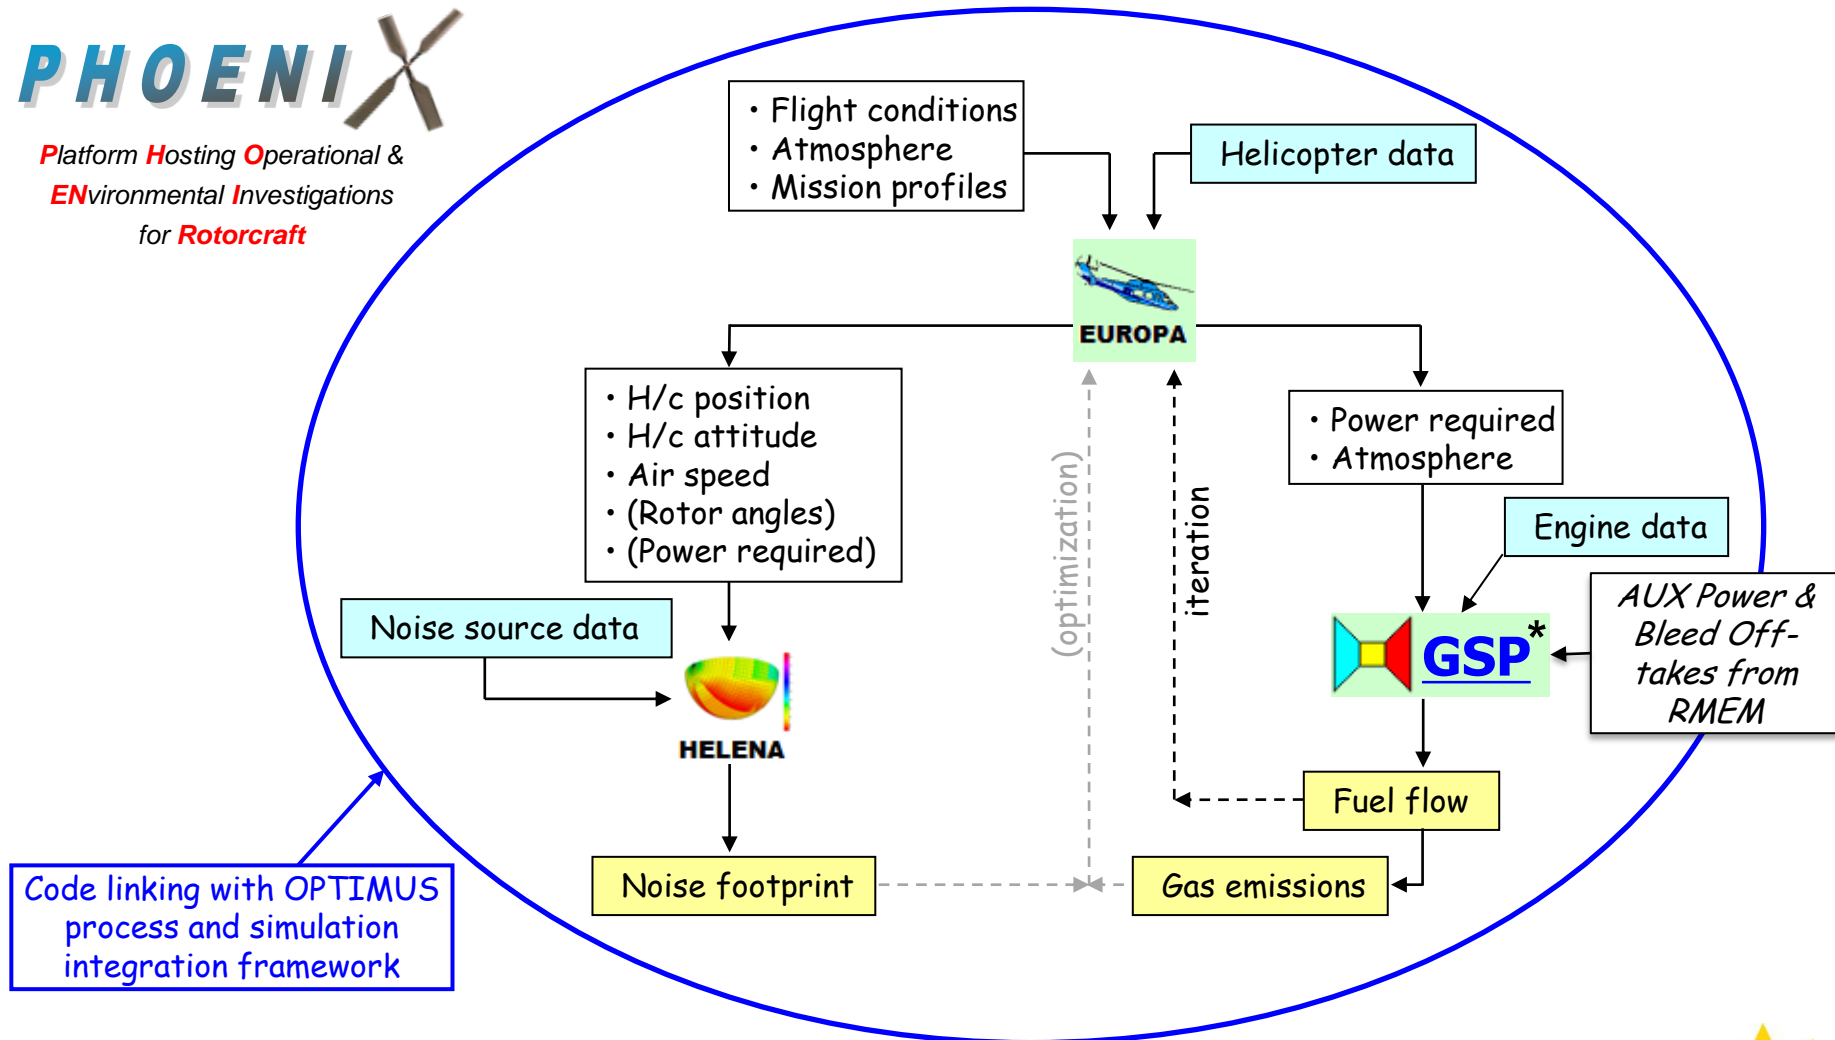 PHOENIX
Platform Hosting Operational &
ENvironmental Investigations
for Rotorcraft
• Flight conditions
• Atmosphere
• Mission profiles
Helicopter data
EUROPA
• H/c position
• H/c attitude
• Air speed
• (Rotor angles)
• (Power required)
• Power required
• Atmosphere
(optimization)
iteration
Engine data
Noise source data
AUX Power &
Bleed Off-
takes from
RMEM
GSP*
HELENA
Fuel flow
Noise footprint
Gas emissions
Code linking with OPTIMUS
process and simulation
integration framework